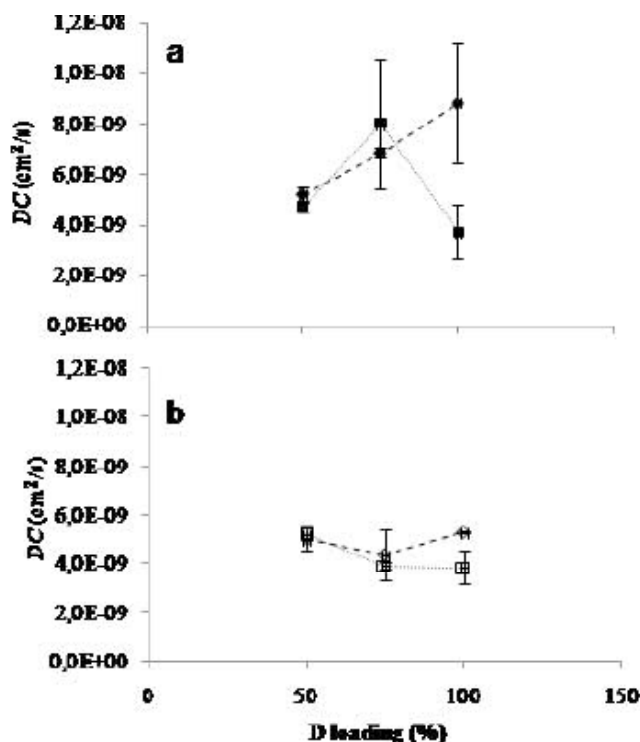 1,2E-08
a
1,0E-08
8,0E-09
6,0E-09
4,0E-09
2,0E-09
0,0E+00
DC (cm²/s)
1,2E-08
b
1,0E-08
8,0E-09
6,0E-09
4,0E-09
2,0E-09
0,0E+00
DC (cm²/s)
0 50 100 150
D loading (%)